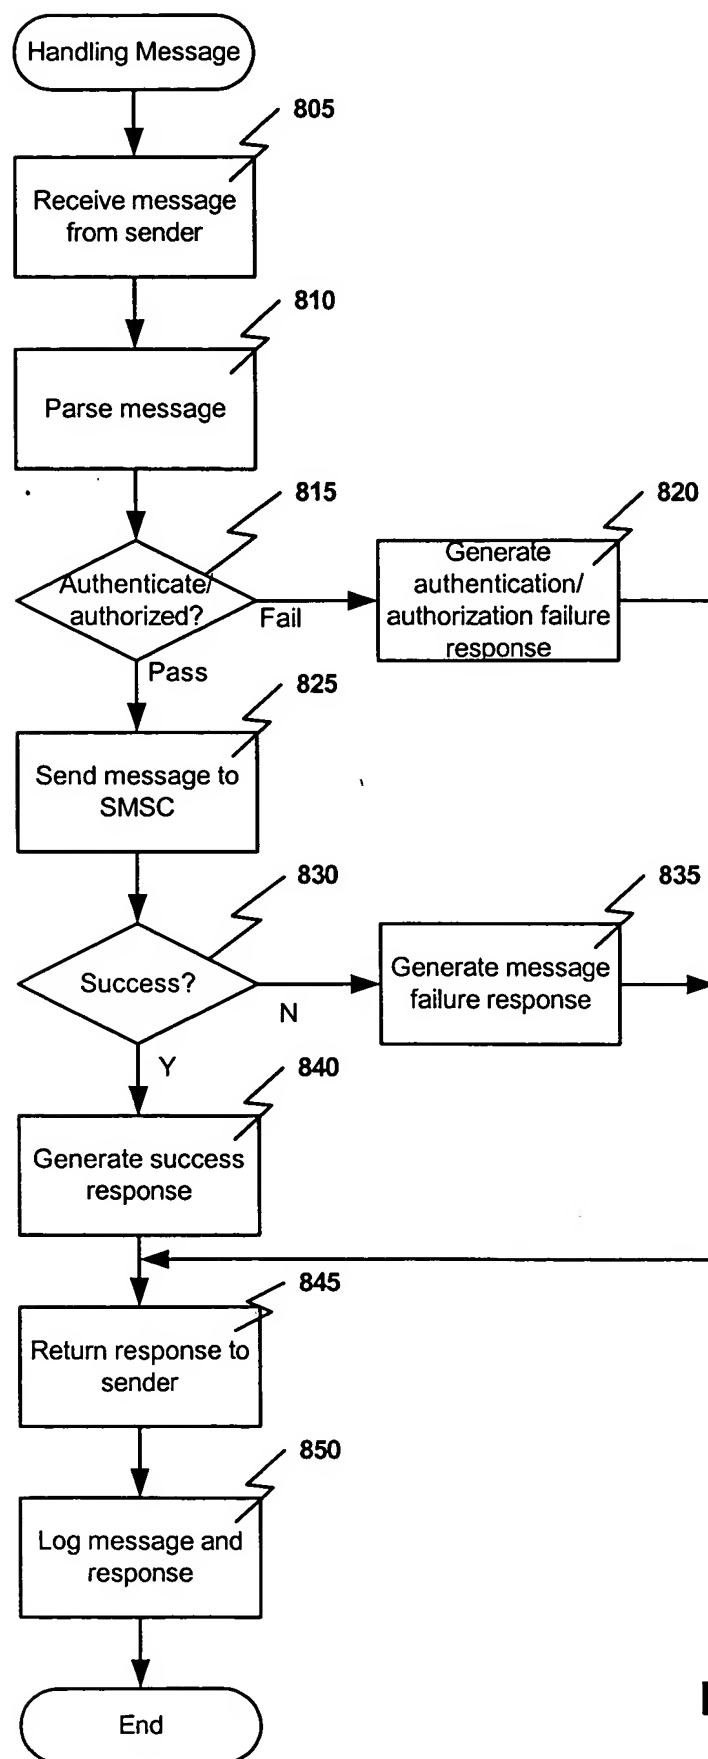 Handling Message
805
Receive message
from sender
810
Parse message
815
Authenticate/
authorized?
Fail
Pass
820
Generate
authentication/
authorization failure
response
825
Send message to
SMSC
830
Success?
N
Y
835
Generate message
failure response
840
Generate success
response
845
Return response to
sender
850
Log message and
response
End